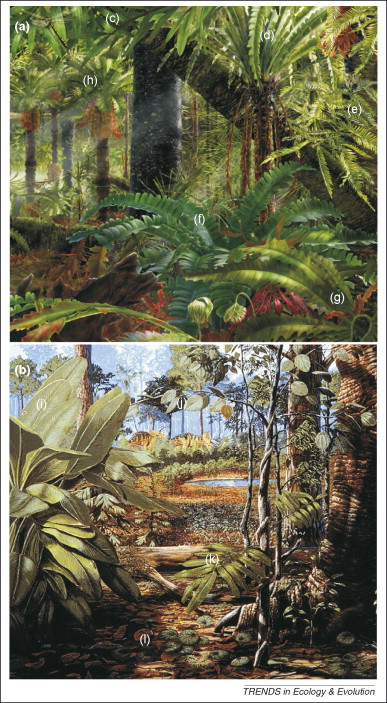 (a)
(c)
(d)
(h)
(e)
(f)
(g)
(b)
(i)
(j)
(k)
(l)
TRENDS in Ecology & Evolution